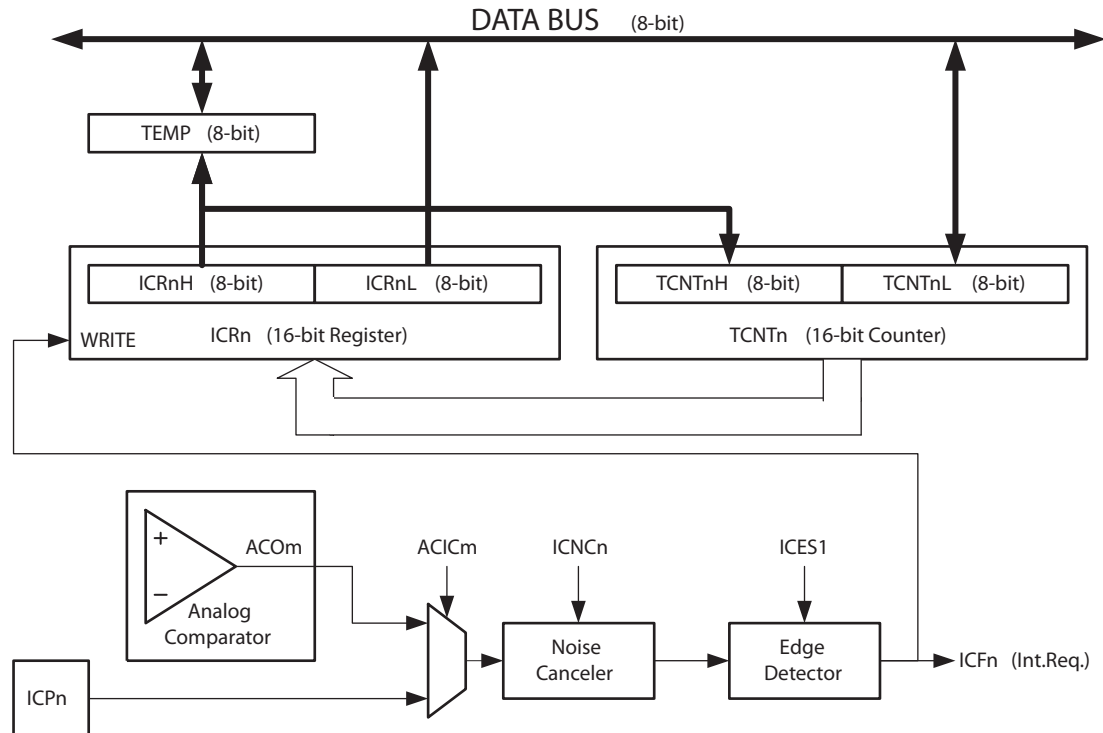 DATA BUS (8-bit)
TEMP (8-bit)
ICRnH (8-bit)
ICRnL (8-bit)
TCNTnH (8-bit)
TCNTnL (8-bit)
WRITE
ICRn (16-bit Register)
TCNTn (16-bit Counter)
+
−
ACOm
Analog
Comparator
ACICm
ICNCn
ICES1
ICPn
Noise
Canceler
Edge
Detector
ICFn (Int.Req.)